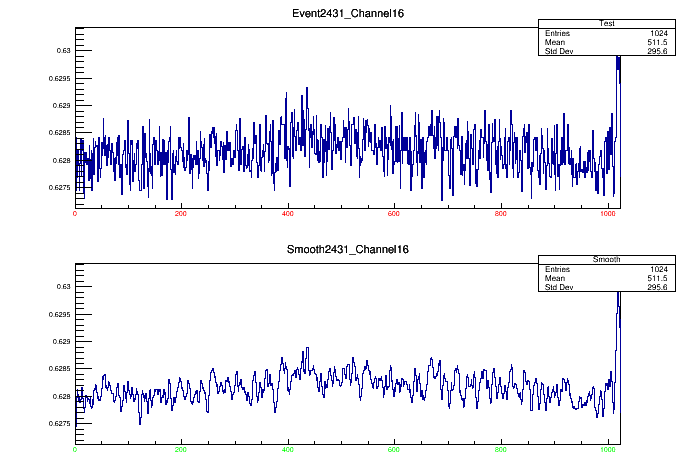 Event2431_Channel16
Test
Entries 1024
Mean 511.5
Std Dev 295.6
0.63
0.6295
0.629
0.6285
0.628
0.6275
0 200 400 600 800 1000
Smooth2431_Channel16
Smooth
Entries 1024
Mean 511.5
Std Dev 295.6
0.63
0.6295
0.629
0.6285
0.628
0.6275
0 200 400 600 800 1000